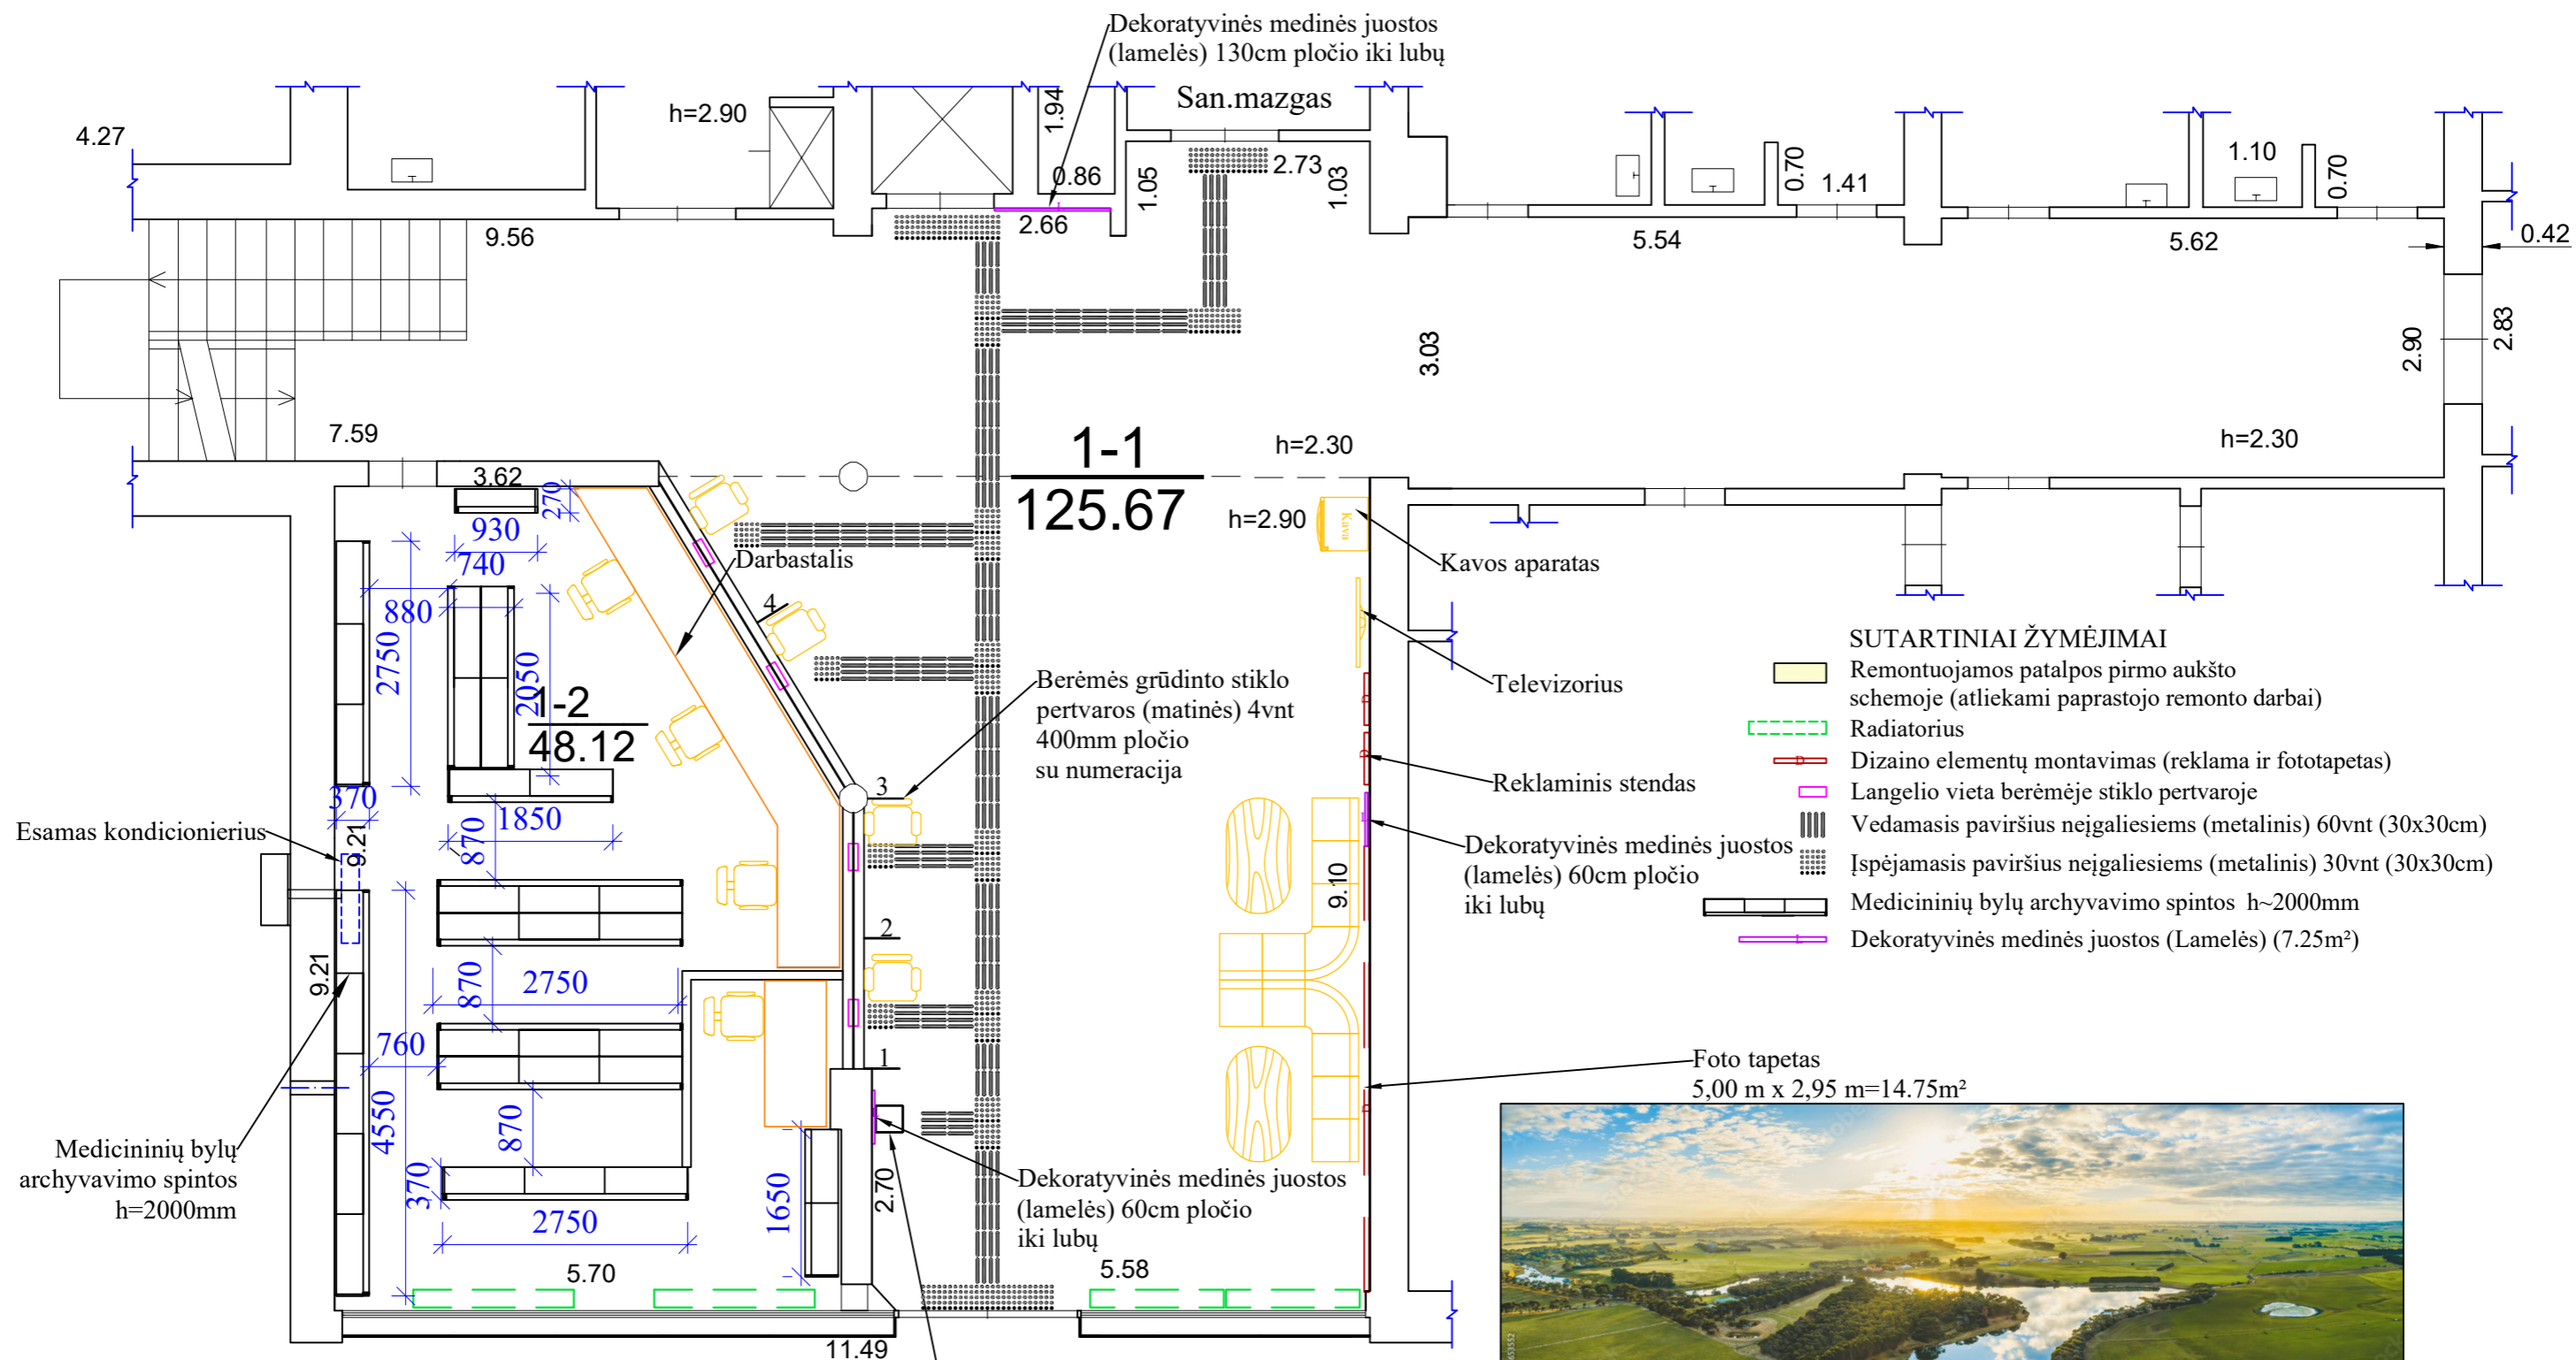 Dekoratyvinės medinės juostos
(lamelės) 130cm pločio iki lubų
San.mazgas
h=2.90
4.27
1.94
0.86
1.05
2.73
1.03
2.66
9.56
0.70
1.41
5.54
1.10
0.70
5.62
0.42
2.90
2.83
3.03
7.59
h=2.30
h=2.30
1-1
125.67
h=2.90
Kava
Kavos aparatas
3.62
270
930
740
880
2750
2050
Darbastalis
4
1-2
48.12
Berėmės grūdinto stiklo
pertvaros (matinės) 4vnt
400mm pločio
su numeracija
Televizorius
Reklaminis stendas
Dekoratyvinės medinės juostos
(lamelės) 60cm pločio
iki lubų
SUTARTINIAI ŽYMĖJIMAI
Remontuojamos patalpos pirmo aukšto
schemoje (atliekami paprastojo remonto darbai)
Radiatorius
D
Dizaino elementų montavimas (reklama ir fototapetas)
Langelio vieta berėmėje stiklo pertvaroje
Vedamasis paviršius neįgaliesiems (metalinis) 60vnt (30x30cm)
Įspėjamasis paviršius neįgaliesiems (metalinis) 30vnt (30x30cm)
Medicininių bylų archyvavimo spintos h~2000mm
L
Dekoratyvinės medinės juostos (Lamelės) (7.25m²)
3
370
1850
870
Esamas kondicionierius
9.21
9.21
9.10
2
2750
870
760
4550
1
870
370
2750
1650
2.70
Medicininių bylų
archyvavimo spintos
h=2000mm
Dekoratyvinės medinės juostos
(lamelės) 60cm pločio
iki lubų
Foto tapetas
5,00 m x 2,95 m=14.75m²
5.70
5.58
11.49